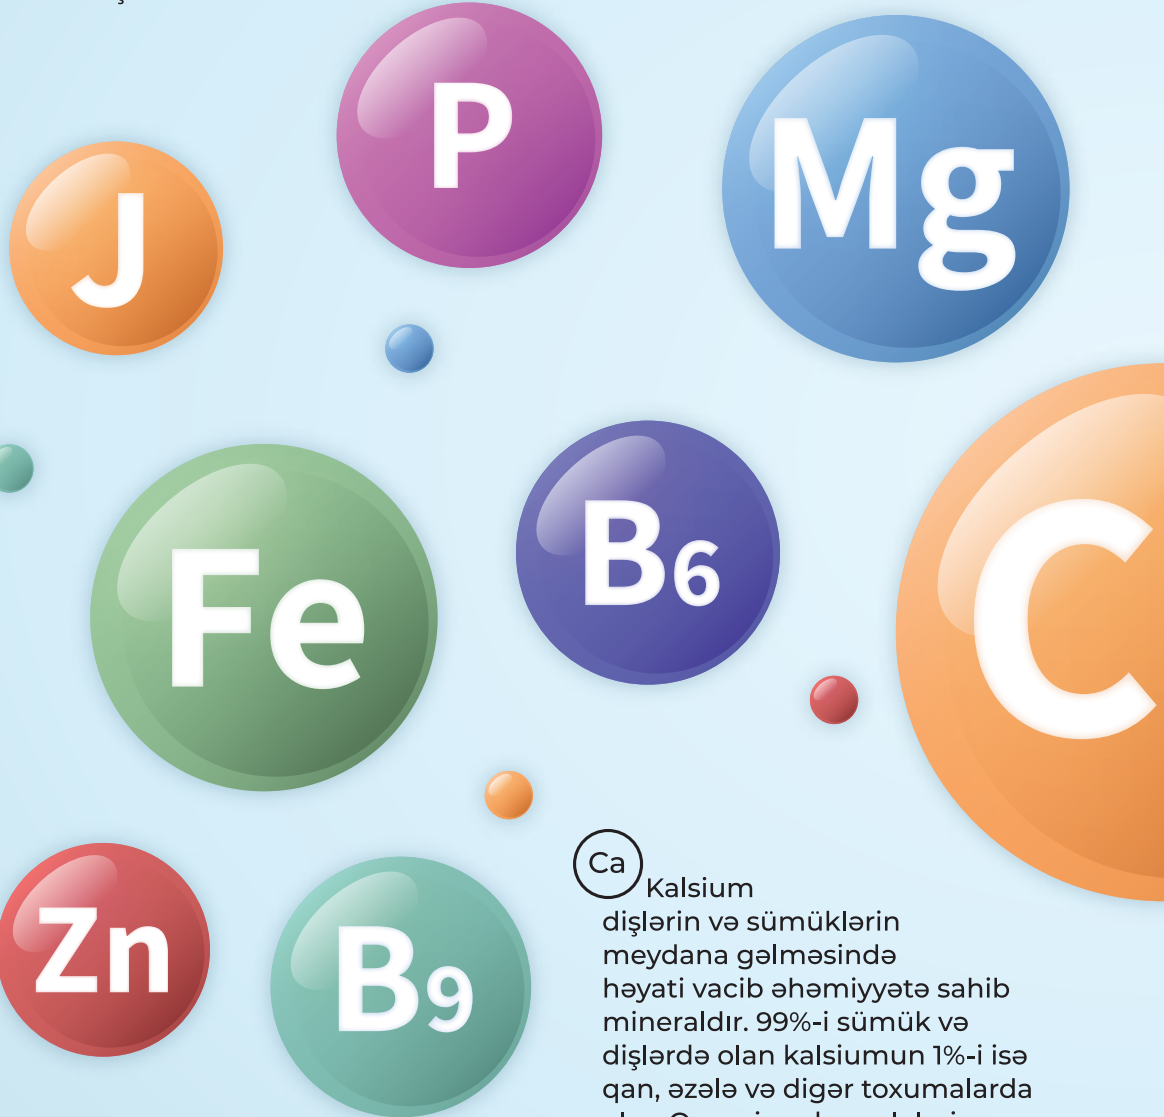 P
Mg
J
Fe
B6
C
Zn
B9
Ca
Kalsium
dişlərin və sümüklərin
meydana gəlməsində
həyati vacib əhəmiyyətə sahib
mineraldır. 99%-i sümük və
dişlərdə olan kalsiumun 1%-i isə
qan, əzələ və digər toxumalarda